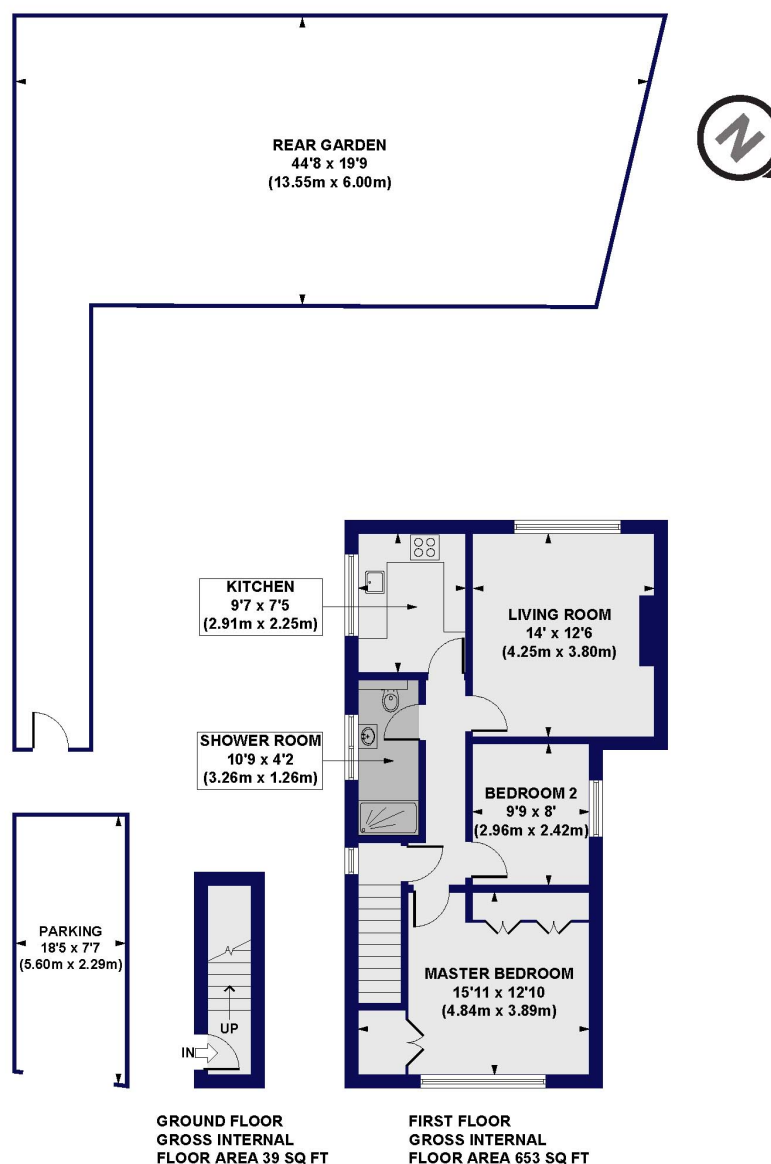 REAR GARDEN
44'8 x 19'9
(13.55m x 6.00m)
N
KITCHEN
9'7 x 7'5
(2.91m x 2.25m)
LIVING ROOM
14' x 12'6
(4.25m x 3.80m)
SHOWER ROOM
10'9 x 4'2
(3.26m x 1.26m)
BEDROOM 2
9'9 x 8'
(2.96m x 2.42m)
PARKING
18'5 x 7'7
(5.60m x 2.29m)
MASTER BEDROOM
15'11 x 12'10
(4.84m x 3.89m)
UP
IN
GROUND FLOOR
GROSS INTERNAL
FLOOR AREA 39 SQ FT
FIRST FLOOR
GROSS INTERNAL
FLOOR AREA 653 SQ FT